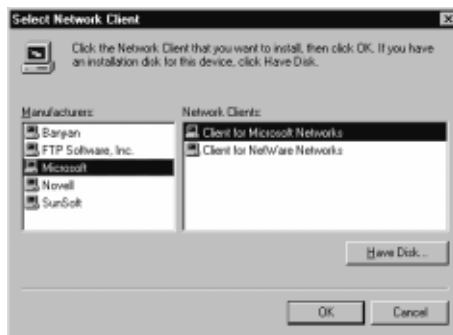 Select Network Client
Click the Network Client that you want to install, then click OK. If you have
an installation disk for this device, click Have Disk.
Manufacturers:
Network Clients:
Banyan
FTP Software, Inc.
Microsoft
Novell
SunSoft
Client for Microsoft Networks
Client for NetWare Networks
Have Disk...
OK
Cancel